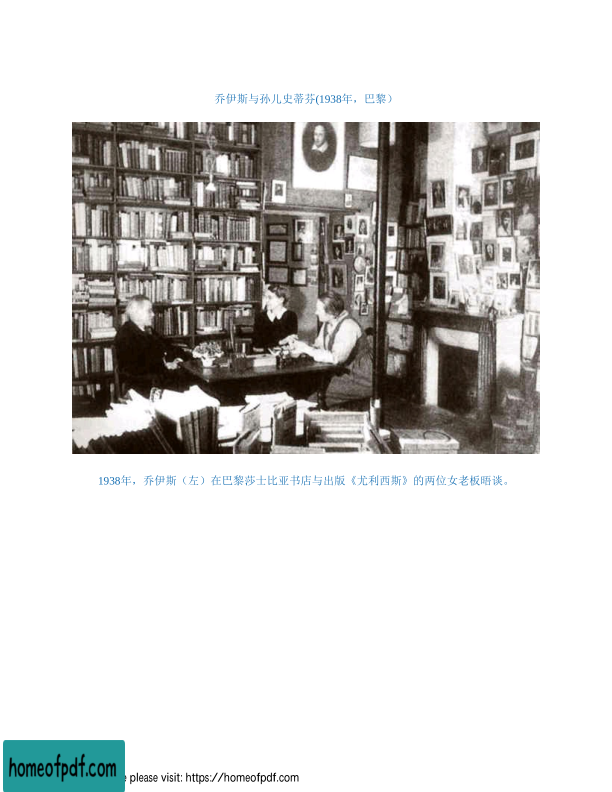 乔伊斯与孙儿史蒂芬(1938年，巴黎）
1938年，乔伊斯（左）在巴黎莎士比亚书店与出版《尤利西斯》的两位女老板晤谈。
homeofpdf.com
please visit: https://homeofpdf.com